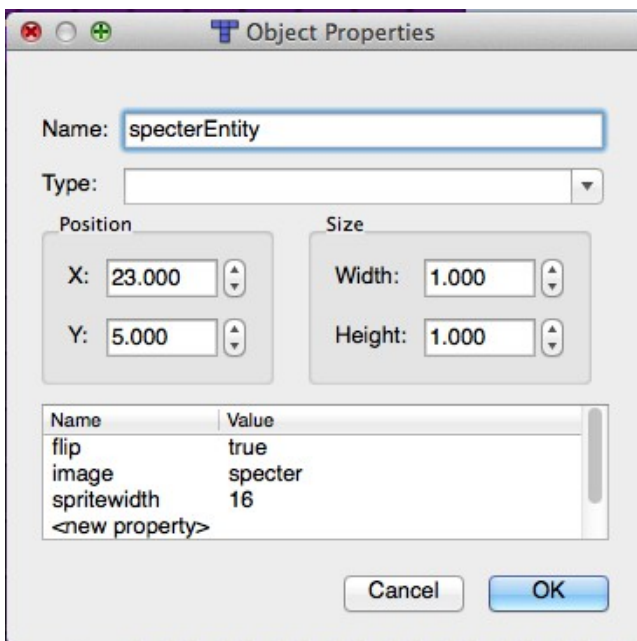 Object Properties
Name: specterEntity
Type:
Position
X: 23.000
Y: 5.000
Size
Width: 1.000
Height: 1.000
Name Value
flip true
image specter
spritewidth 16
<new property>
Cancel OK